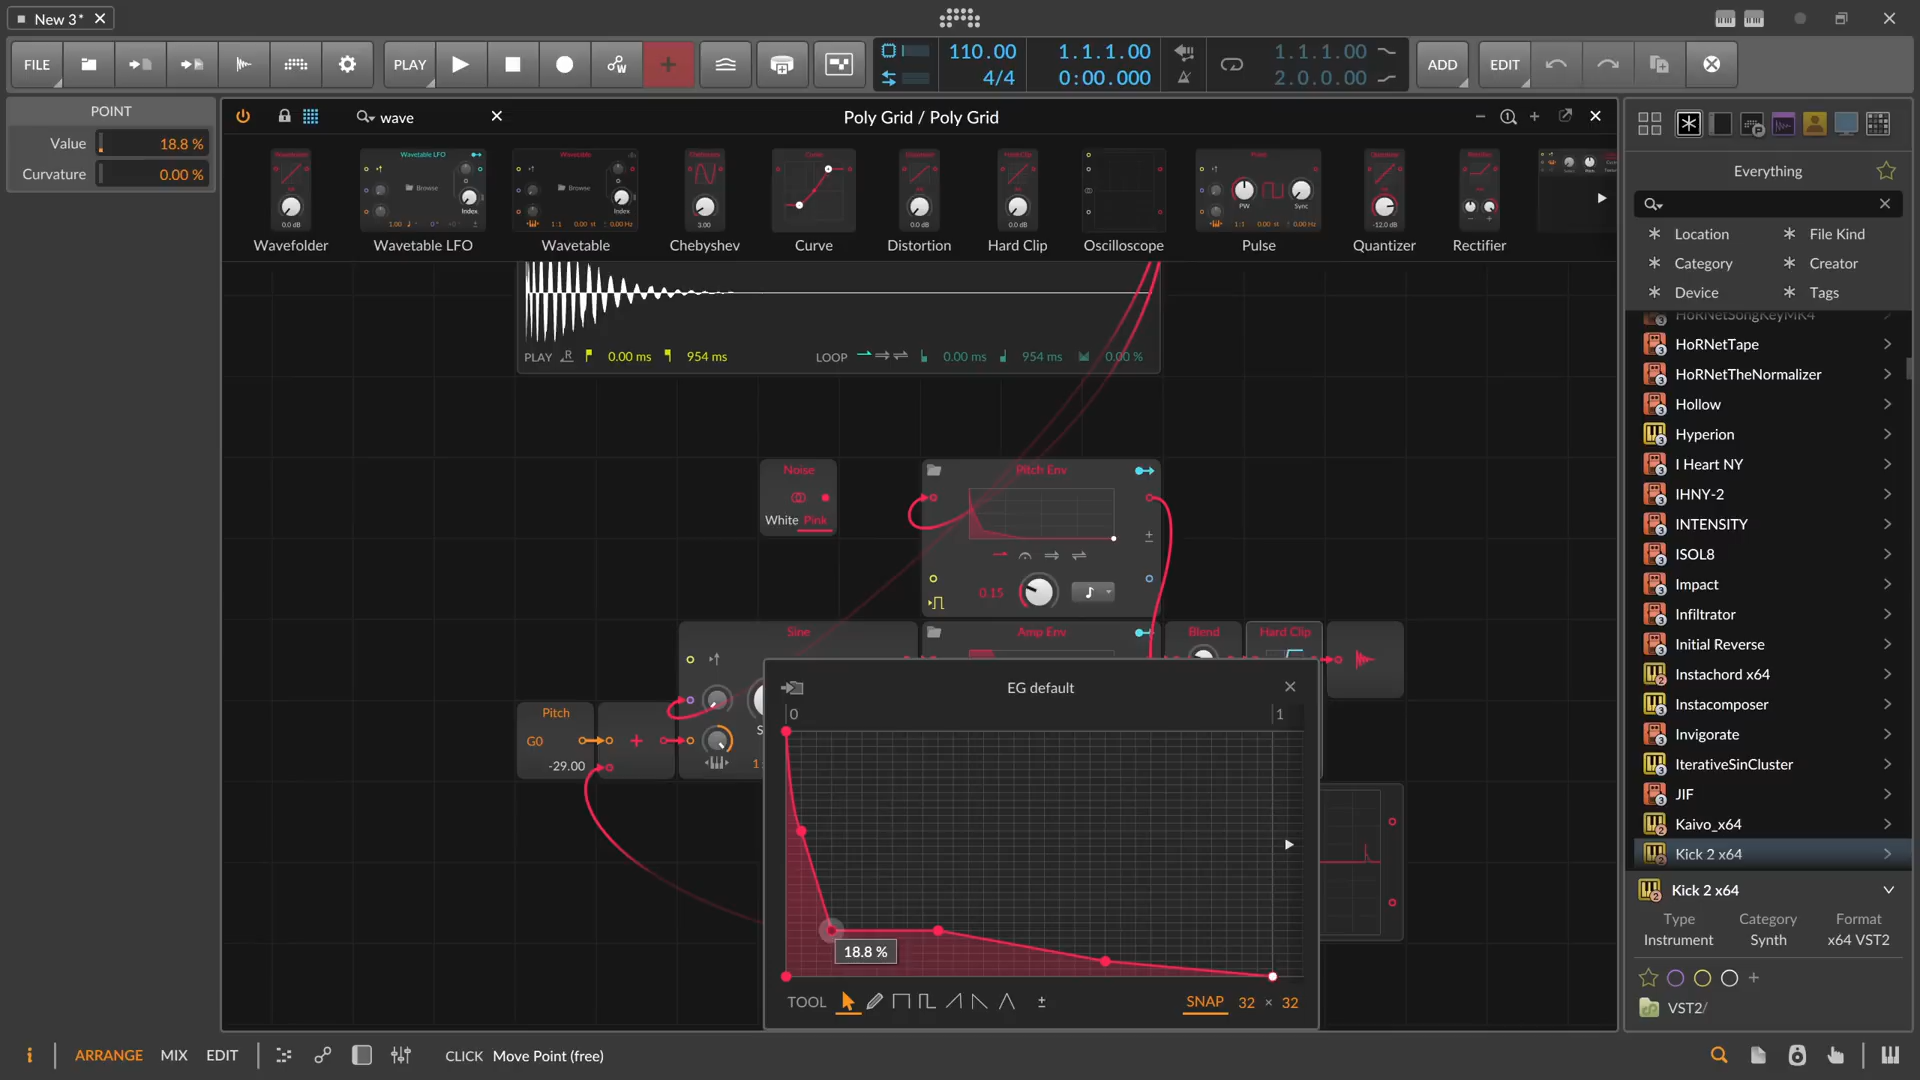 New 3*
FILE
PLAY
110.00
4/4
1.1.1.00
0:00.000
1.1.1.00
2.0.0.00
ADD
EDIT
POINT
Value 18.8 %
Curvature 0.00 %
wave
Poly Grid / Poly Grid
Wavefolder
Wavetable LFO
Wavetable
Chebyshev
Curve
Distortion
Hard Clip
Oscilloscope
Pulse
Quantizer
Rectifier
PLAY 0.00 ms 954 ms LOOP 0.00 ms 954 ms 0.00 %
Noise
White Pink
Pitch Env
0.15
Sine
Amp Env
Blend
Hard Clip
Pitch
G0
-29.00
EG default
0 1
18.8 %
TOOL
SNAP 32 × 32
Everything
Location
File Kind
Category
Creator
Device
Tags
HoRNetSongKeyMK4
HoRNetTape
HoRNetTheNormalizer
Hollow
Hyperion
I Heart NY
IHNY-2
INTENSITY
ISOL8
Impact
Infiltrator
Initial Reverse
Instachord x64
Instacomposer
Invigorate
IterativeSinCluster
JIF
Kaivo_x64
Kick 2 x64
Kick 2 x64
Type Category Format
Instrument Synth x64 VST2
VST2/
ARRANGE MIX EDIT
CLICK Move Point (free)